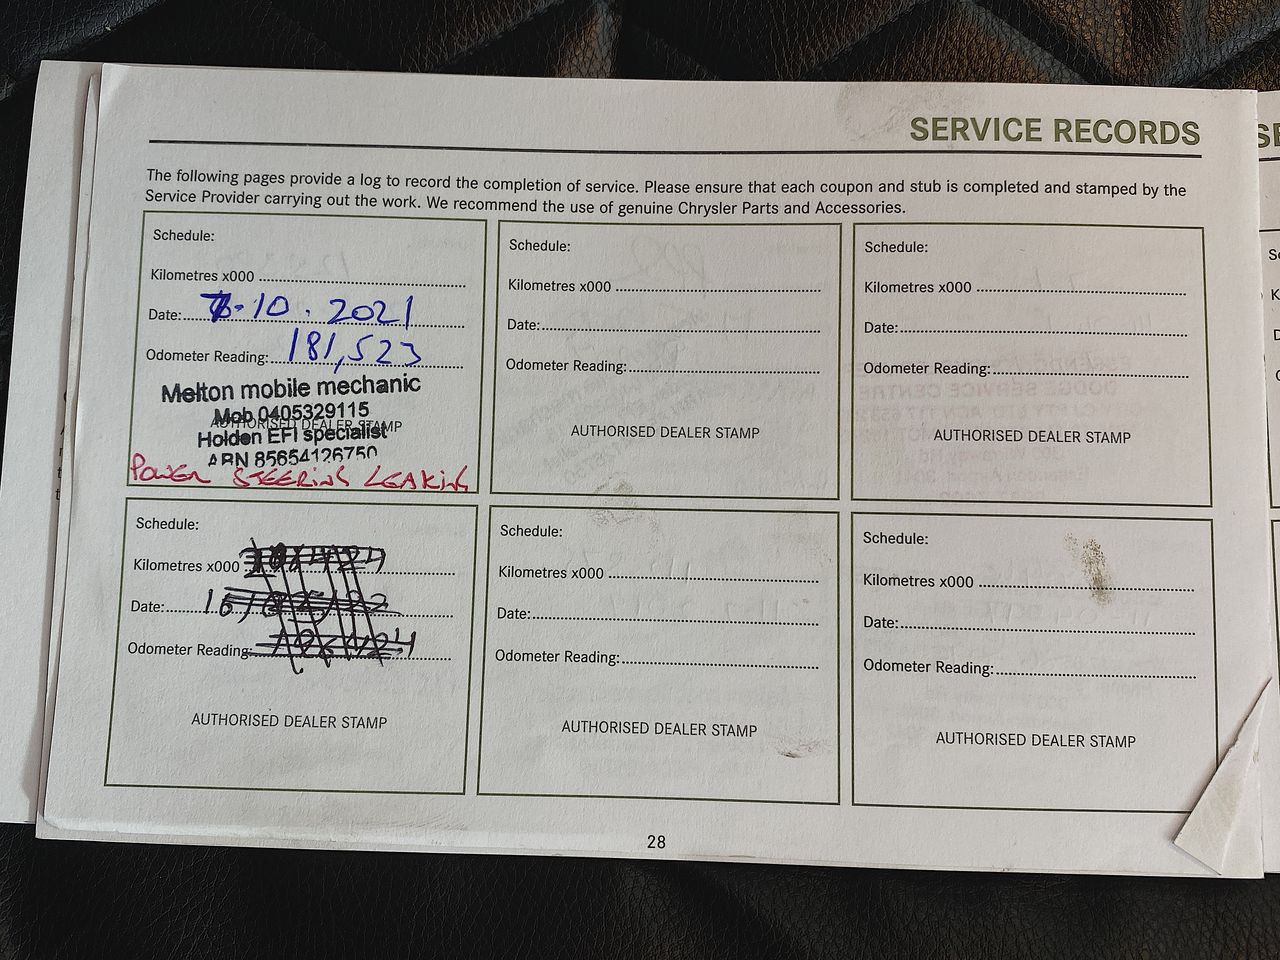 SERVICE RECORDS
The following pages provide a log to record the completion of service. Please ensure that each coupon and stub is completed and stamped by the
Service Provider carrying out the work. We recommend the use of genuine Chrysler Parts and Accessories.
Schedule:
Kilometres x000
Date: -10.2021
Odometer Reading: 181,523
Melton mobile mechanic
Mob 0405329115
AUTHORISED DEALER STAMP
Holden EFI specialist
ABN 85654126750
POWER STEERING LEAKING
Schedule:
Kilometres x000
Date:
Odometer Reading:
AUTHORISED DEALER STAMP
Schedule:
Kilometres x000
Date:
Odometer Reading:
AUTHORISED DEALER STAMP
Schedule:
Kilometres x000
Date:
Odometer Reading:
AUTHORISED DEALER STAMP
Schedule:
Kilometres x000
Date:
Odometer Reading:
AUTHORISED DEALER STAMP
Schedule:
Kilometres x000
Date:
Odometer Reading:
AUTHORISED DEALER STAMP
28